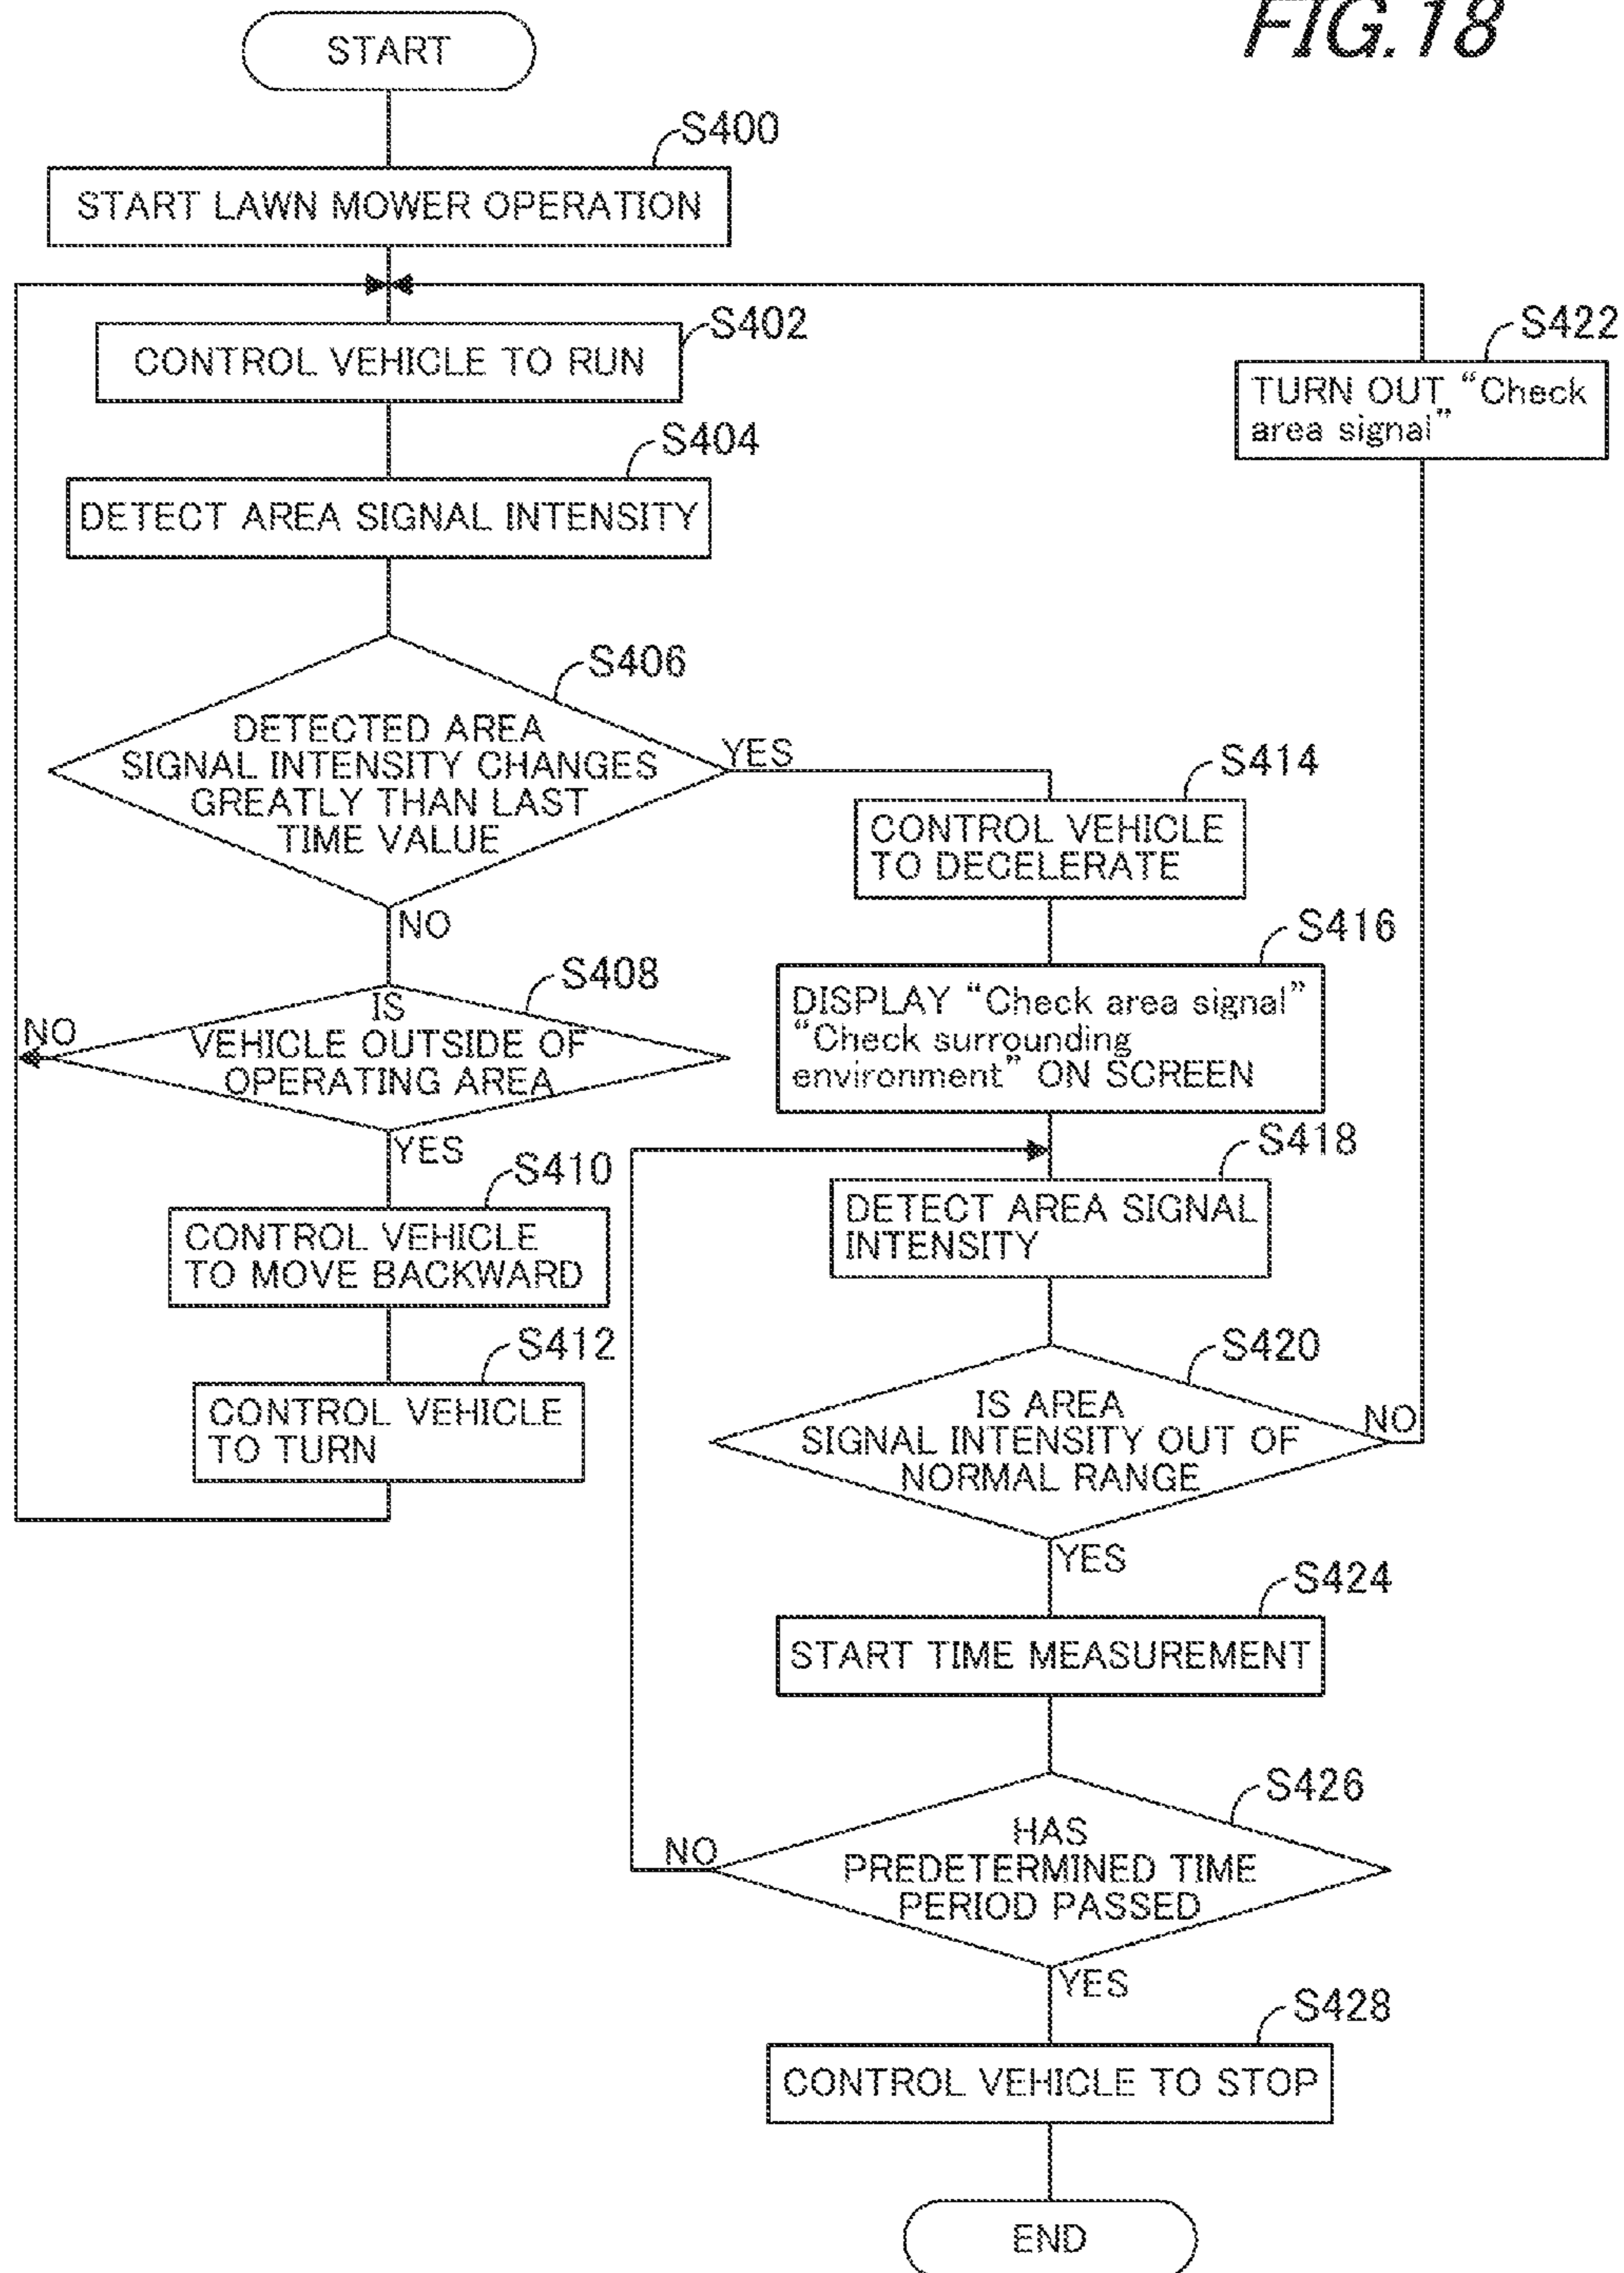 FIG. 18
START
S400
START LAWN MOWER OPERATION
S402
CONTROL VEHICLE TO RUN
S404
DETECT AREA SIGNAL INTENSITY
S406
DETECTED AREA
SIGNAL INTENSITY CHANGES
GREATLY THAN LAST
TIME VALUE
YES
NO
S408
IS
VEHICLE OUTSIDE OF
OPERATING AREA
NO
YES
S410
CONTROL VEHICLE
TO MOVE BACKWARD
S412
CONTROL VEHICLE
TO TURN
S414
CONTROL VEHICLE
TO DECELERATE
S416
DISPLAY “Check area signal”
“Check surrounding
environment” ON SCREEN
S418
DETECT AREA SIGNAL
INTENSITY
S420
IS AREA
SIGNAL INTENSITY OUT OF
NORMAL RANGE
NO
YES
S422
TURN OUT “Check
area signal”
S424
START TIME MEASUREMENT
S426
HAS
PREDETERMINED TIME
PERIOD PASSED
NO
YES
S428
CONTROL VEHICLE TO STOP
END